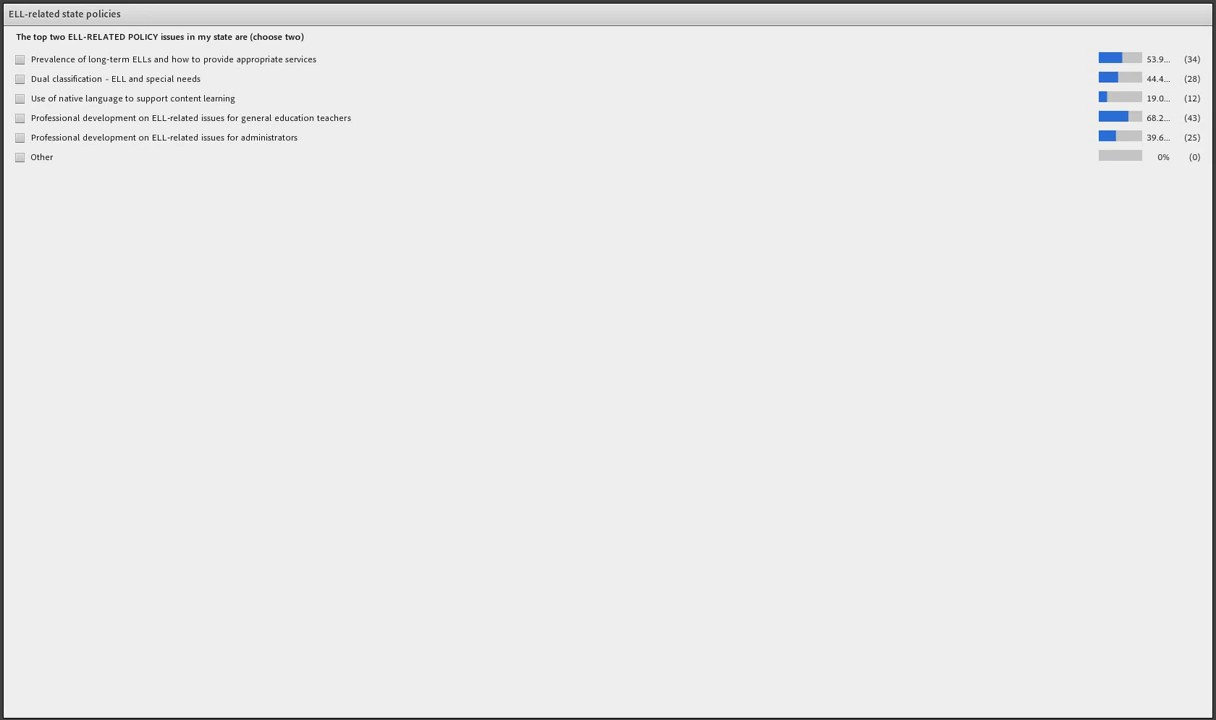 ELL-related state policies
The top two ELL-RELATED POLICY issues in my state are (choose two)
Prevalence of long-term ELLs and how to provide appropriate services 53.9... (34)
Dual classification - ELL and special needs 44.4... (28)
Use of native language to support content learning 19.0... (12)
Professional development on ELL-related issues for general education teachers 68.2... (43)
Professional development on ELL-related issues for administrators 39.6... (25)
Other 0% (0)